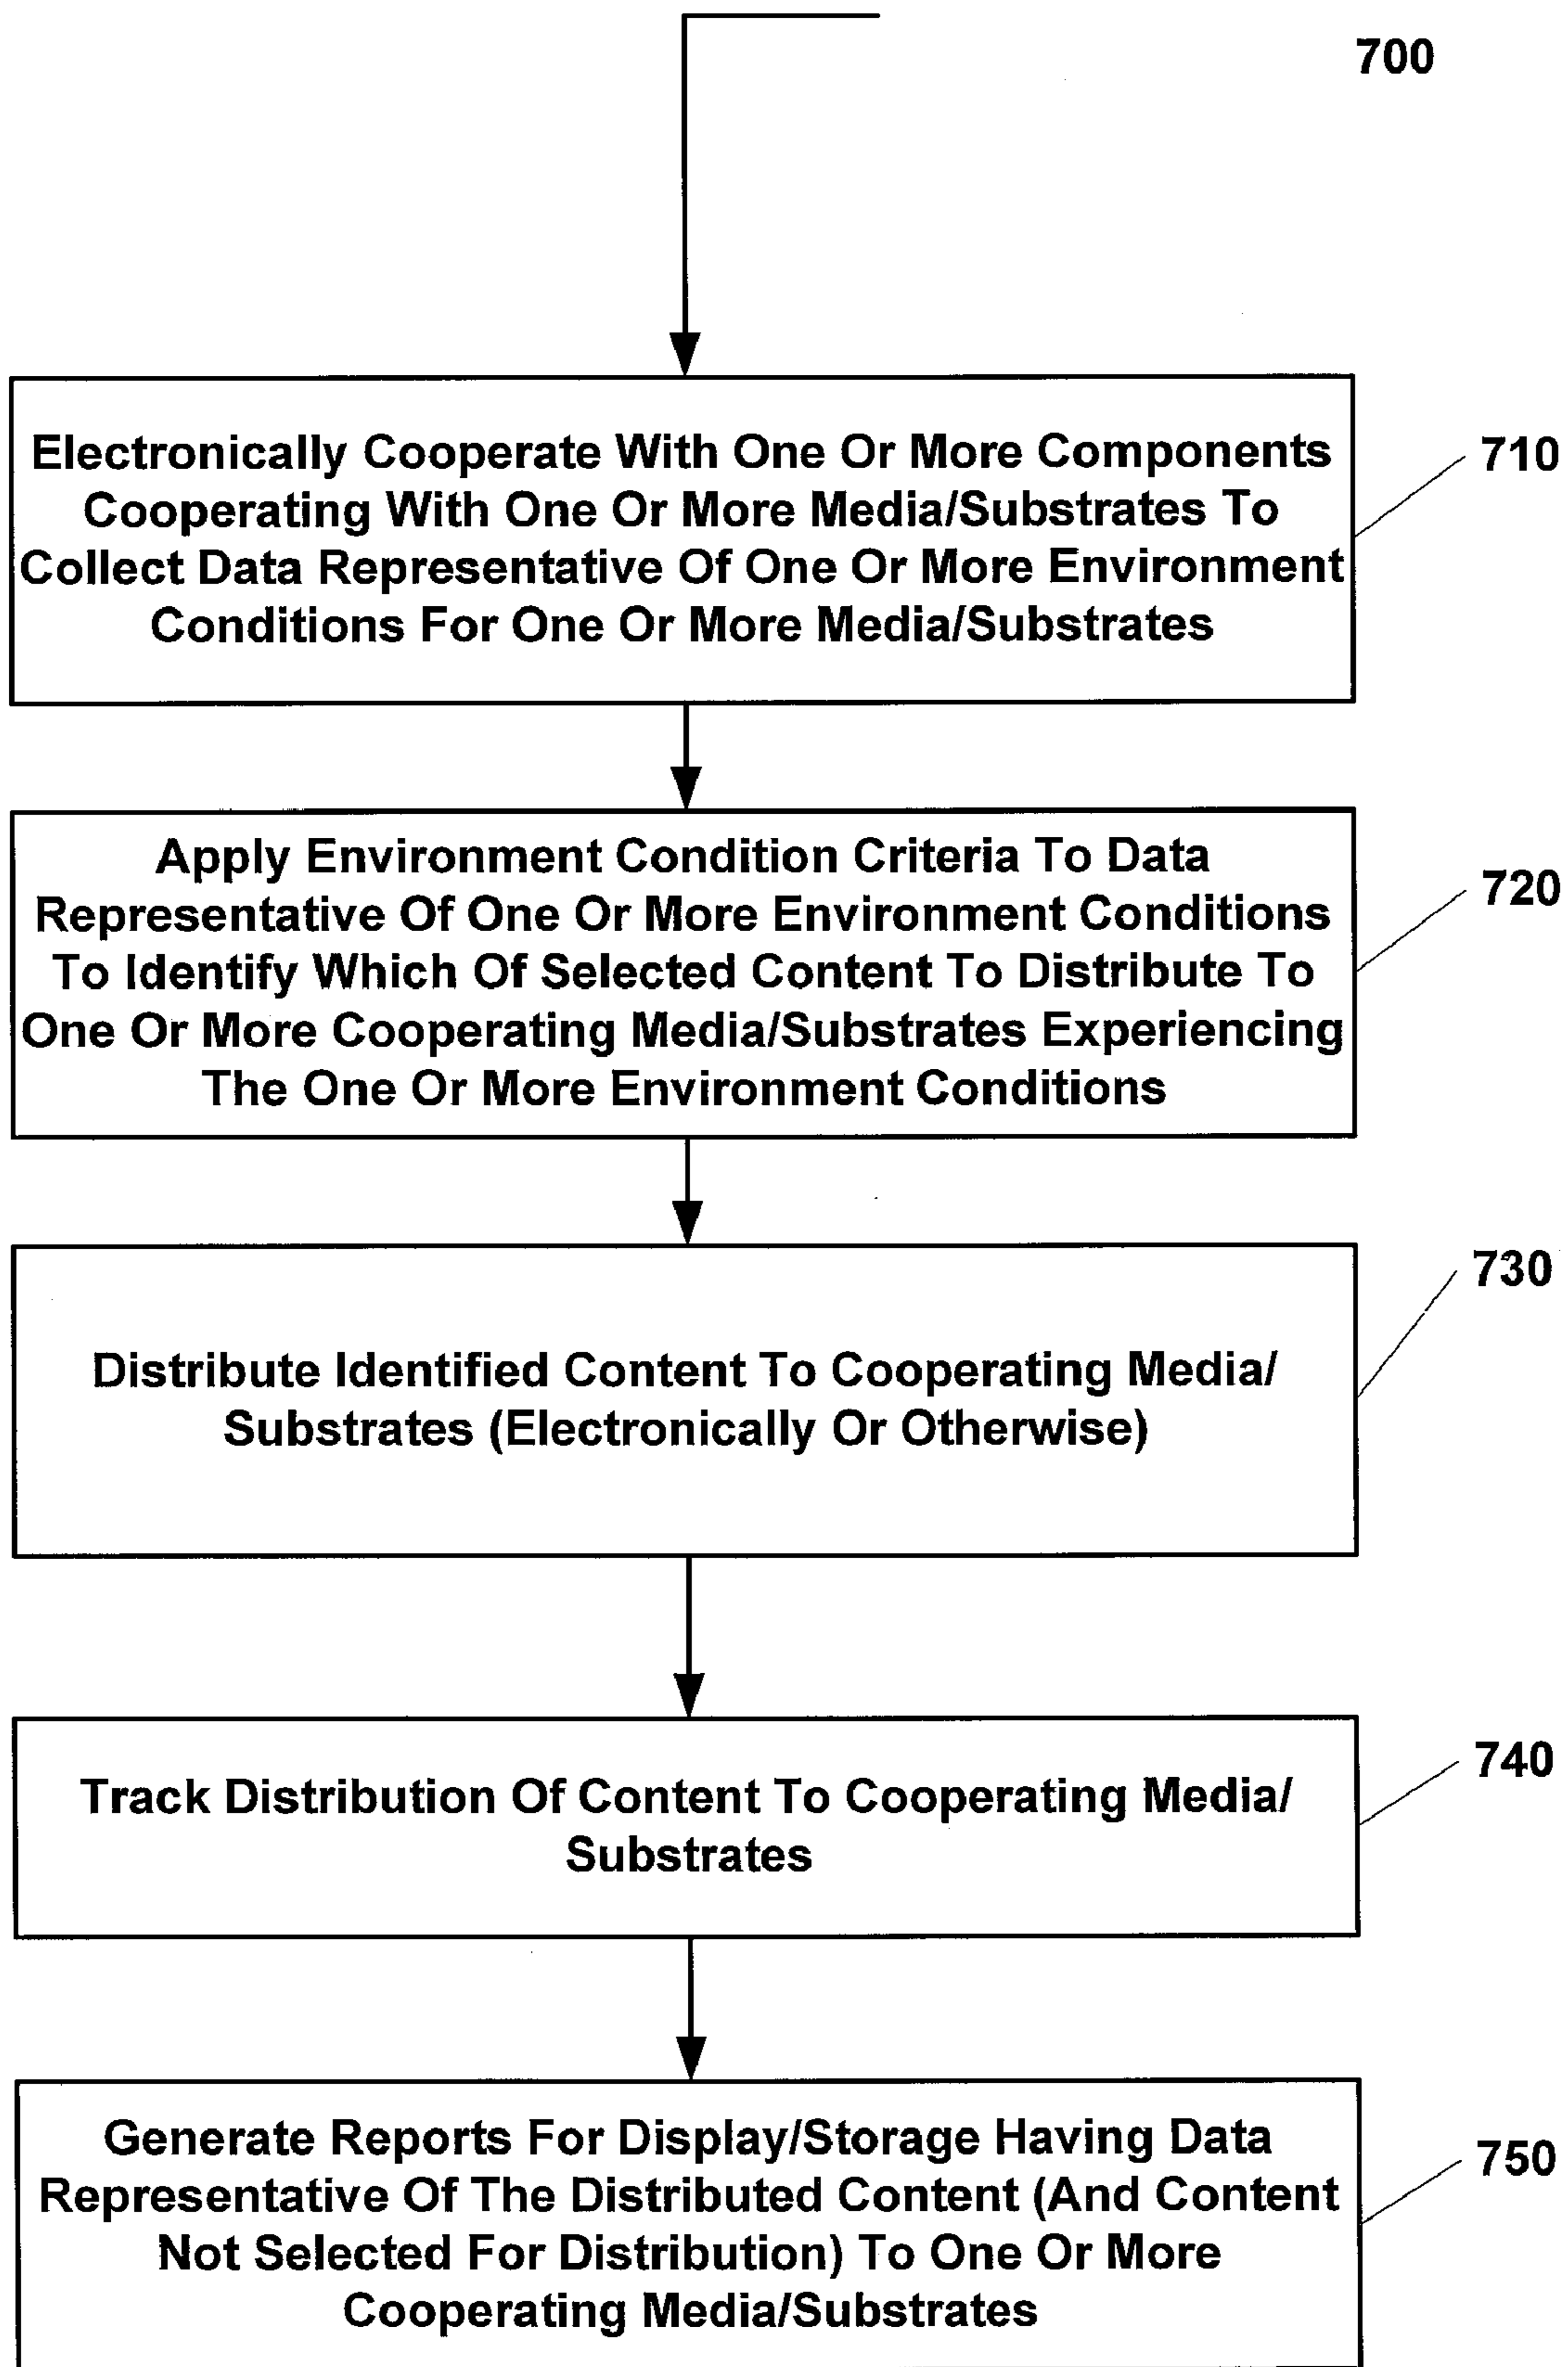 700
Electronically Cooperate With One Or More Components
Cooperating With One Or More Media/Substrates To
Collect Data Representative Of One Or More Environment
Conditions For One Or More Media/Substrates
710
Apply Environment Condition Criteria To Data
Representative Of One Or More Environment Conditions
To Identify Which Of Selected Content To Distribute To
One Or More Cooperating Media/Substrates Experiencing
The One Or More Environment Conditions
720
Distribute Identified Content To Cooperating Media/
Substrates (Electronically Or Otherwise)
730
Track Distribution Of Content To Cooperating Media/
Substrates
740
Generate Reports For Display/Storage Having Data
Representative Of The Distributed Content (And Content
Not Selected For Distribution) To One Or More
Cooperating Media/Substrates
750